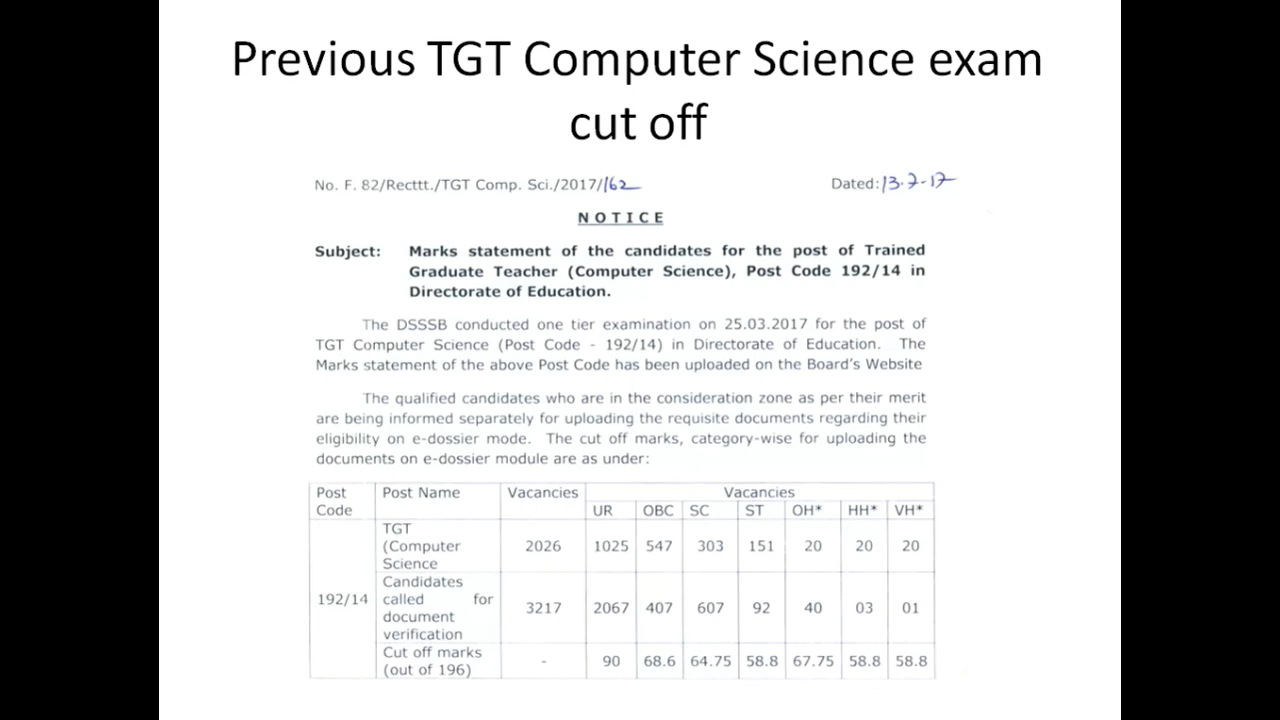 Previous TGT Computer Science exam
cut off
No. F. 82/Recttt./TGT Comp. Sci./2017/162 Dated:13.7.17
NOTICE
Subject: Marks statement of the candidates for the post of Trained
Graduate Teacher (Computer Science), Post Code 192/14 in
Directorate of Education.
The DSSSB conducted one tier examination on 25.03.2017 for the post of
TGT Computer Science (Post Code - 192/14) in Directorate of Education. The
Marks statement of the above Post Code has been uploaded on the Board's Website
The qualified candidates who are in the consideration zone as per their merit
are being informed separately for uploading the requisite documents regarding their
eligibility on e-dossier mode. The cut off marks, category-wise for uploading the
documents on e-dossier module are as under:
Post Code Post Name Vacancies Vacancies
UR OBC SC ST OH* HH* VH*
192/14
TGT (Computer Science 2026 1025 547 303 151 20 20 20
Candidates called for document verification 3217 2067 407 607 92 40 03 01
Cut off marks (out of 196) - 90 68.6 64.75 58.8 67.75 58.8 58.8